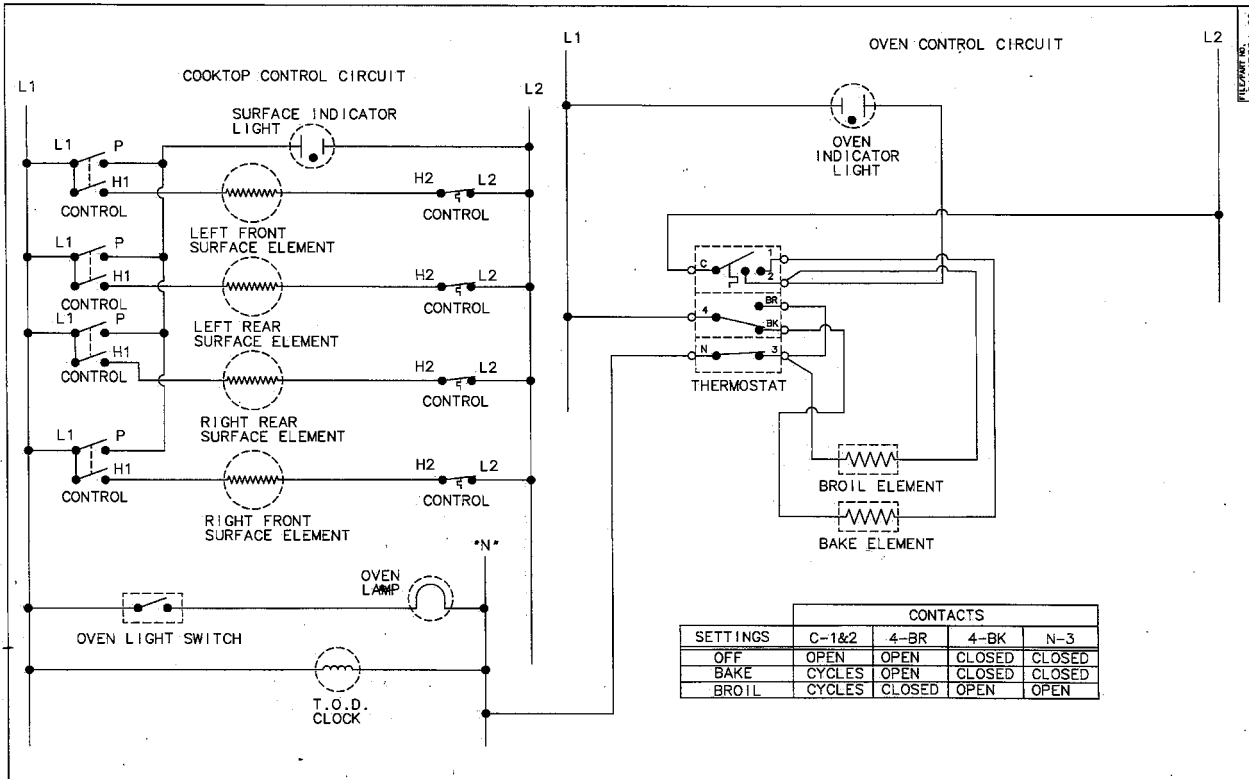 FILE/PART NO.
COOKTOP CONTROL CIRCUIT
L1
L2
SURFACE INDICATOR
LIGHT
L1
P
H1
CONTROL
H2
L2
CONTROL
LEFT FRONT
SURFACE ELEMENT
L1
P
H1
CONTROL
H2
L2
CONTROL
LEFT REAR
SURFACE ELEMENT
L1
P
H1
CONTROL
H2
L2
CONTROL
RIGHT REAR
SURFACE ELEMENT
L1
P
H1
CONTROL
H2
L2
CONTROL
RIGHT FRONT
SURFACE ELEMENT
"N"
OVEN
LAMP
OVEN LIGHT SWITCH
T.O.D.
CLOCK
OVEN CONTROL CIRCUIT
L1
L2
OVEN
INDICATOR
LIGHT
C
1
2
BR
4
BK
N
3
THERMOSTAT
BROIL ELEMENT
BAKE ELEMENT
CONTACTS
SETTINGS C-1&2 4-BR 4-BK N-3
OFF OPEN OPEN CLOSED CLOSED
BAKE CYCLES OPEN CLOSED CLOSED
BROIL CYCLES CLOSED OPEN OPEN